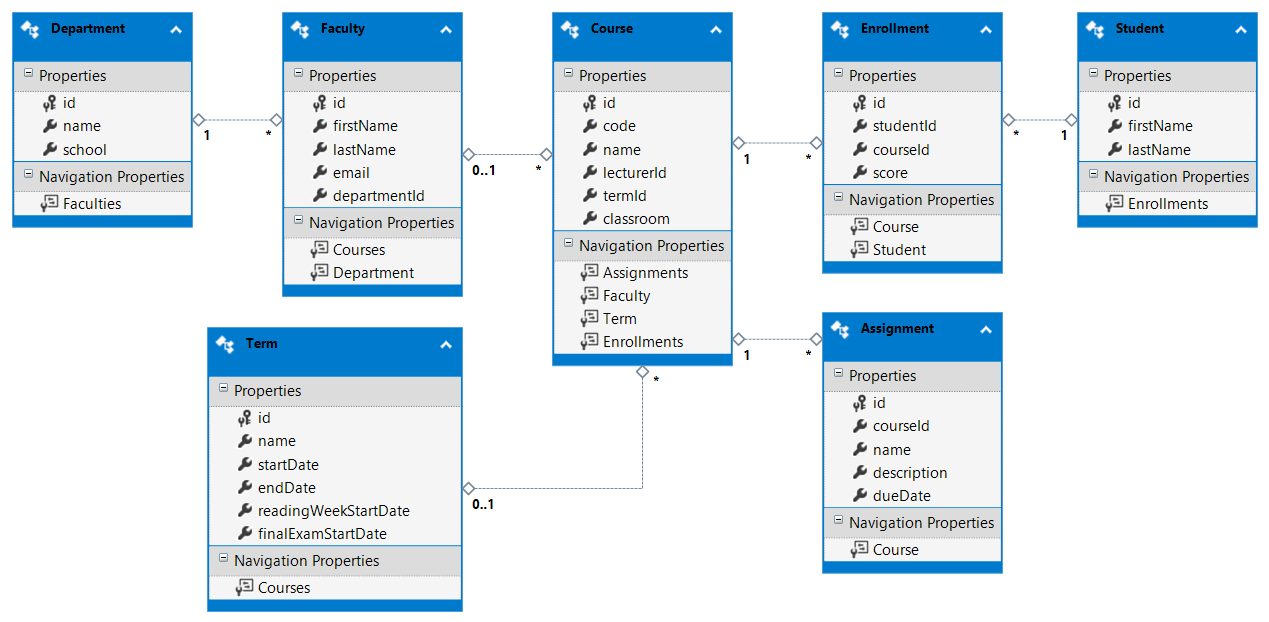 Department
Properties
id
name
school
Navigation Properties
Faculties
1
*
Faculty
Properties
id
firstName
lastName
email
departmentId
Navigation Properties
Courses
Department
0..1
*
Course
Properties
id
code
name
lecturerId
termId
classroom
Navigation Properties
Assignments
Faculty
Term
Enrollments
1
*
Enrollment
Properties
id
studentId
courseId
score
Navigation Properties
Course
Student
*
1
Student
Properties
id
firstName
lastName
Navigation Properties
Enrollments
Term
Properties
id
name
startDate
endDate
readingWeekStartDate
finalExamStartDate
Navigation Properties
Courses
0..1
*
1
*
Assignment
Properties
id
courseId
name
description
dueDate
Navigation Properties
Course